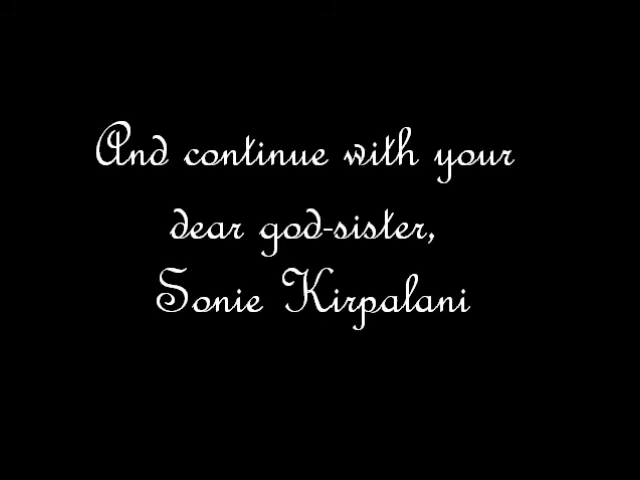 And continue with your
dear god-sister,
Sonie Kirpalani